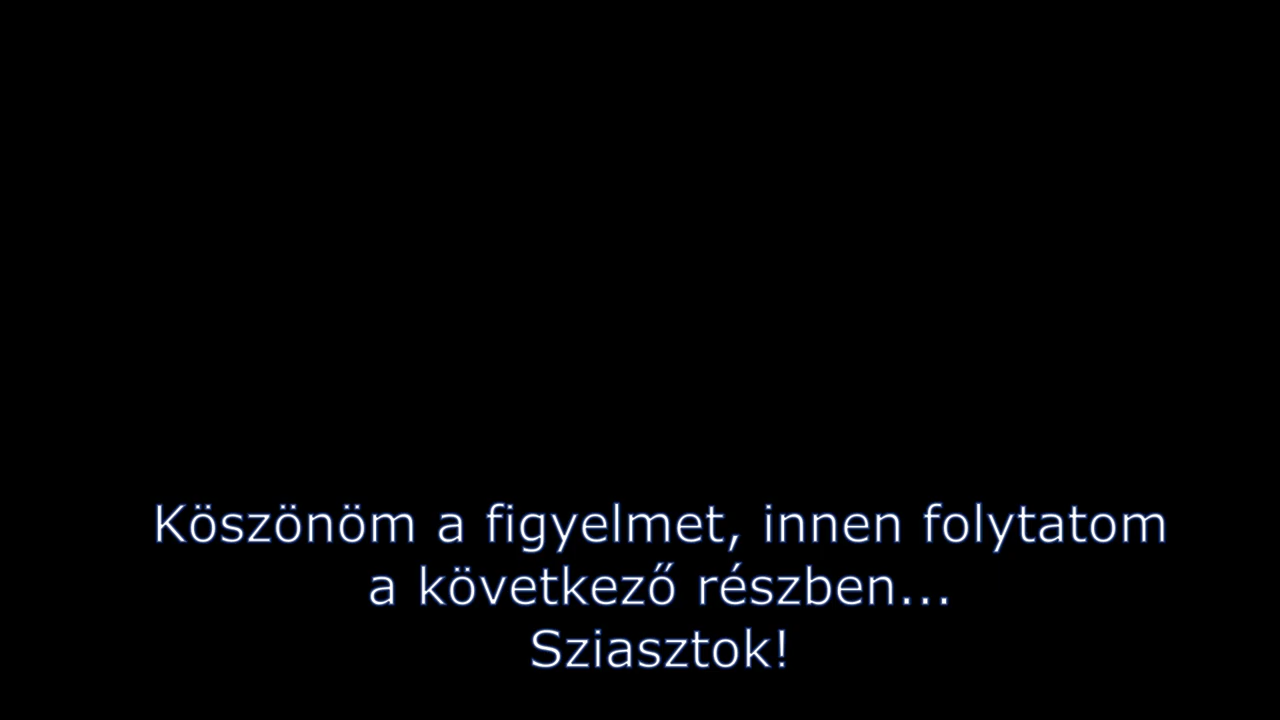 Köszönöm a figyelmet, innen folytatom
a következő részben...
Sziasztok!